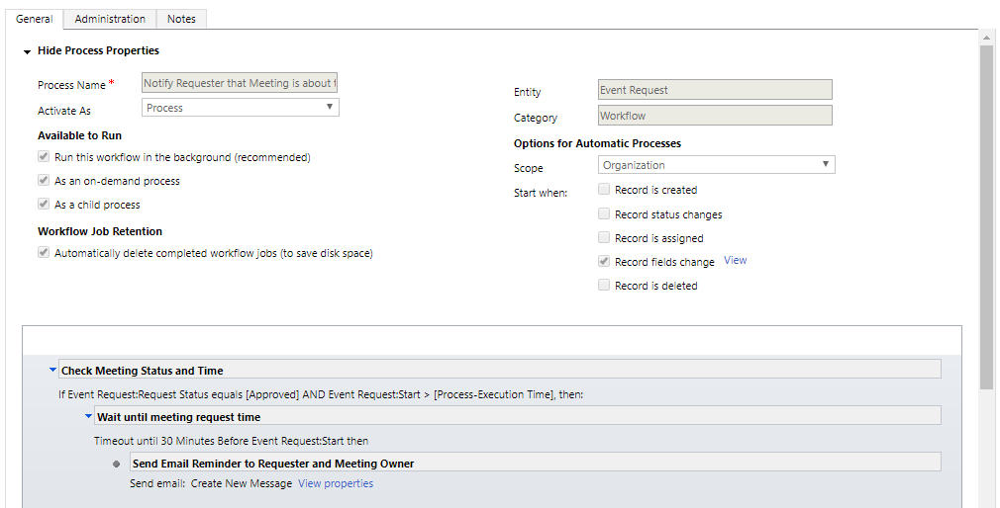 General Administration Notes
Hide Process Properties
Process Name *
Notify Requester that Meeting is about
Activate As
Process
Available to Run
Run this workflow in the background (recommended)
As an on-demand process
As a child process
Workflow Job Retention
Automatically delete completed workflow jobs (to save disk space)
Entity
Event Request
Category
Workflow
Options for Automatic Processes
Scope
Organization
Start when:
Record is created
Record status changes
Record is assigned
Record fields change View
Record is deleted
Check Meeting Status and Time
If Event Request:Request Status equals [Approved] AND Event Request:Start > [Process-Execution Time], then:
Wait until meeting request time
Timeout until 30 Minutes Before Event Request:Start then
Send Email Reminder to Requester and Meeting Owner
Send email: Create New Message View properties